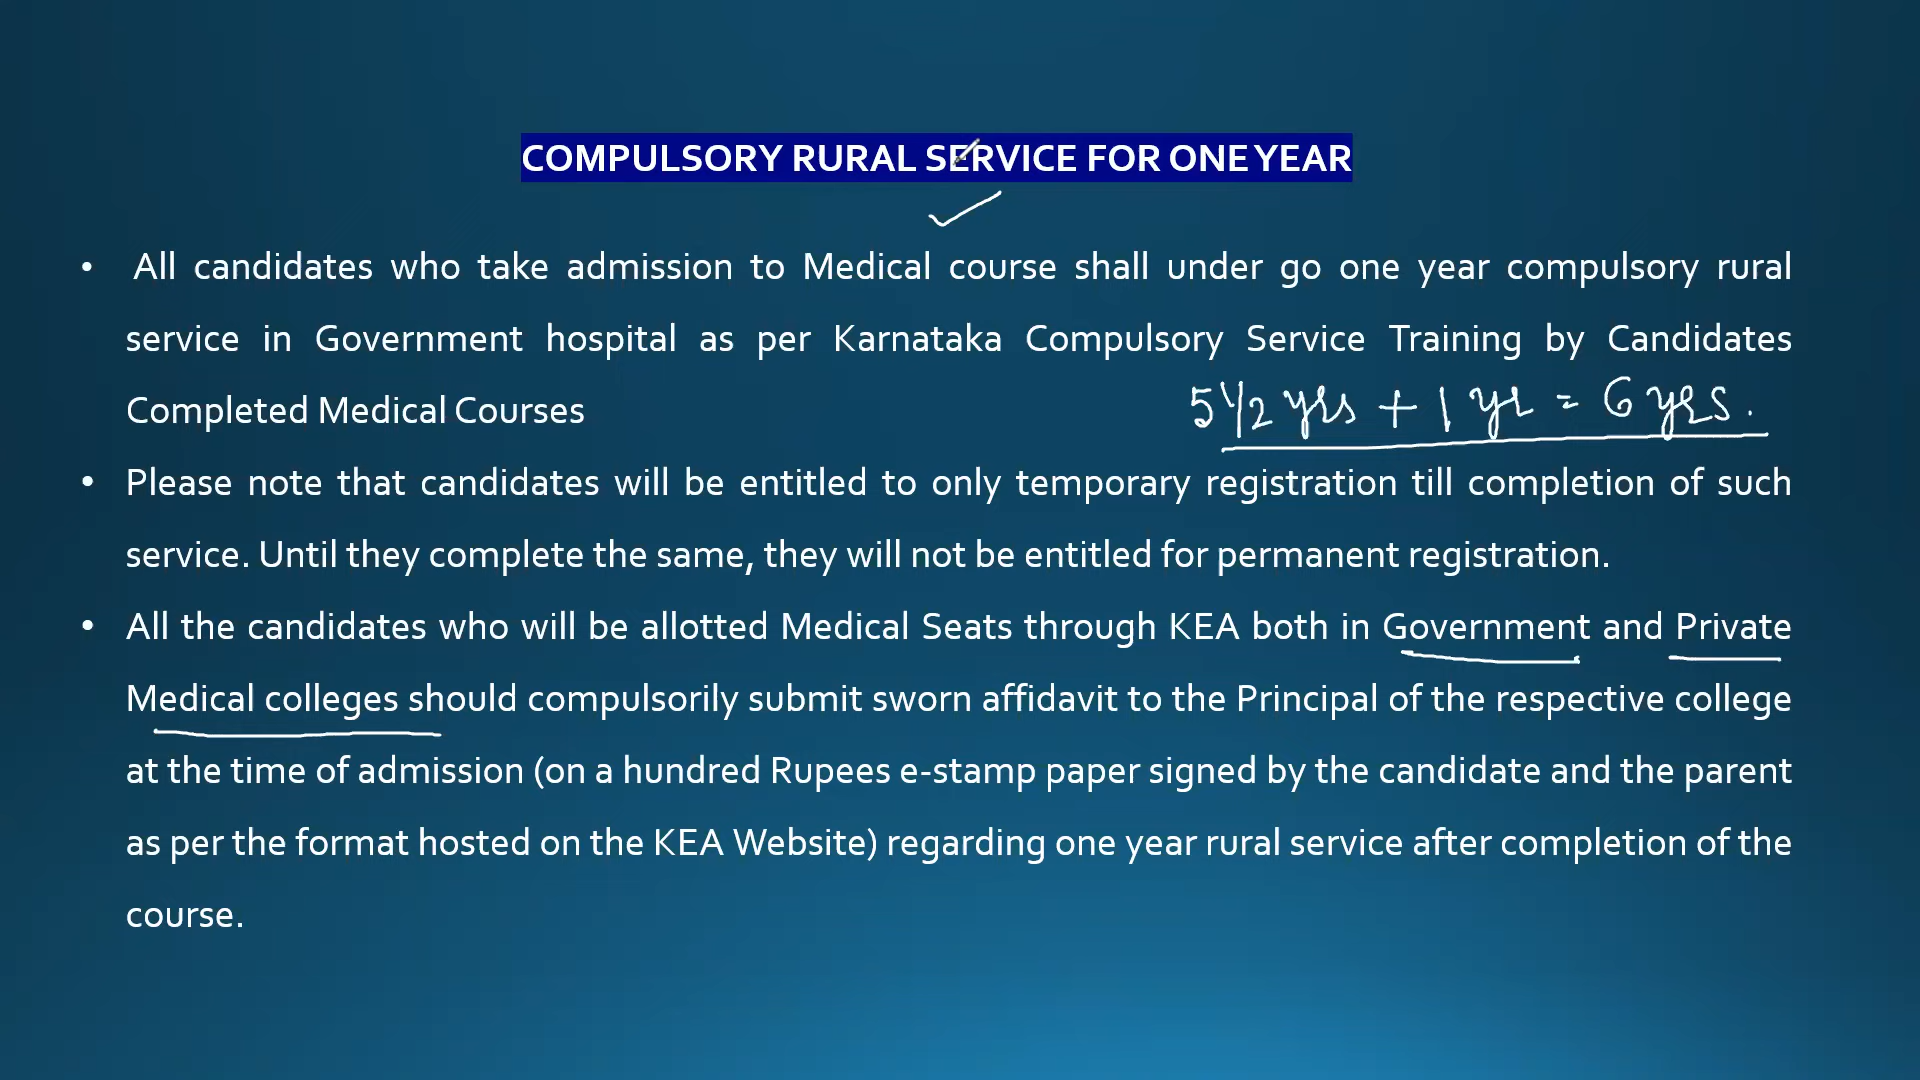 COMPULSORY RURAL SERVICE FOR ONE YEAR
• All candidates who take admission to Medical course shall under go one year compulsory rural
service in Government hospital as per Karnataka Compulsory Service Training by Candidates
Completed Medical Courses
5 1/2 yrs + 1 yr = 6 yrs.
• Please note that candidates will be entitled to only temporary registration till completion of such
service. Until they complete the same, they will not be entitled for permanent registration.
• All the candidates who will be allotted Medical Seats through KEA both in Government and Private
Medical colleges should compulsorily submit sworn affidavit to the Principal of the respective college
at the time of admission (on a hundred Rupees e-stamp paper signed by the candidate and the parent
as per the format hosted on the KEA Website) regarding one year rural service after completion of the
course.